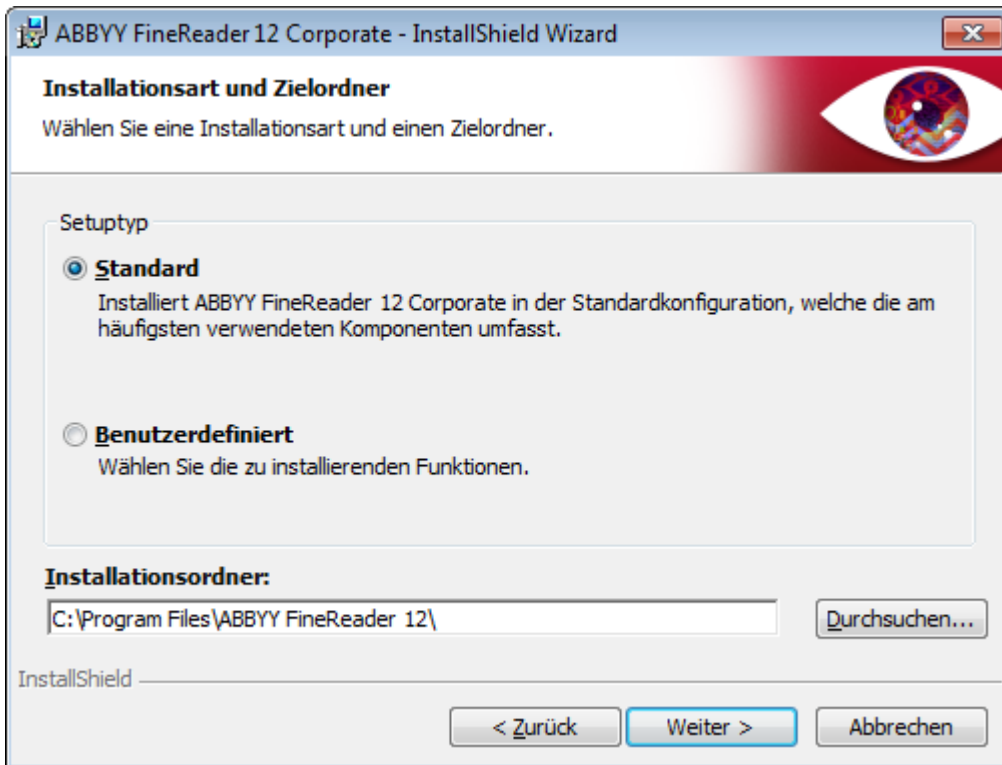 ABBYY FineReader 12 Corporate - InstallShield Wizard
Installationsart und Zielordner
Wählen Sie eine Installationsart und einen Zielordner.
Setuptyp
Standard
Installiert ABBYY FineReader 12 Corporate in der Standardkonfiguration, welche die am
häufigsten verwendeten Komponenten umfasst.
Benutzerdefiniert
Wählen Sie die zu installierenden Funktionen.
Installationsordner:
C:\Program Files\ABBYY FineReader 12\
Durchsuchen...
InstallShield
< Zurück
Weiter >
Abbrechen